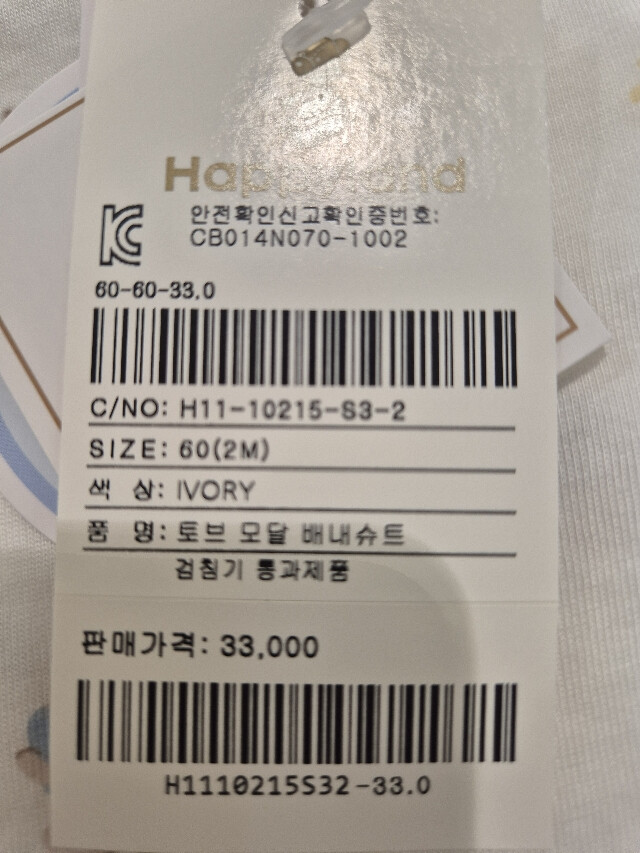 Happyland
안전확인신고확인증번호:
CB014N070-1002
60-60-33.0
C/NO: H11-10215-S3-2
SIZE: 60(2M)
색 상: IVORY
품 명: 토브 모달 배내슈트
검침기 통과제품
판매가격: 33,000
H1110215S32-33.0